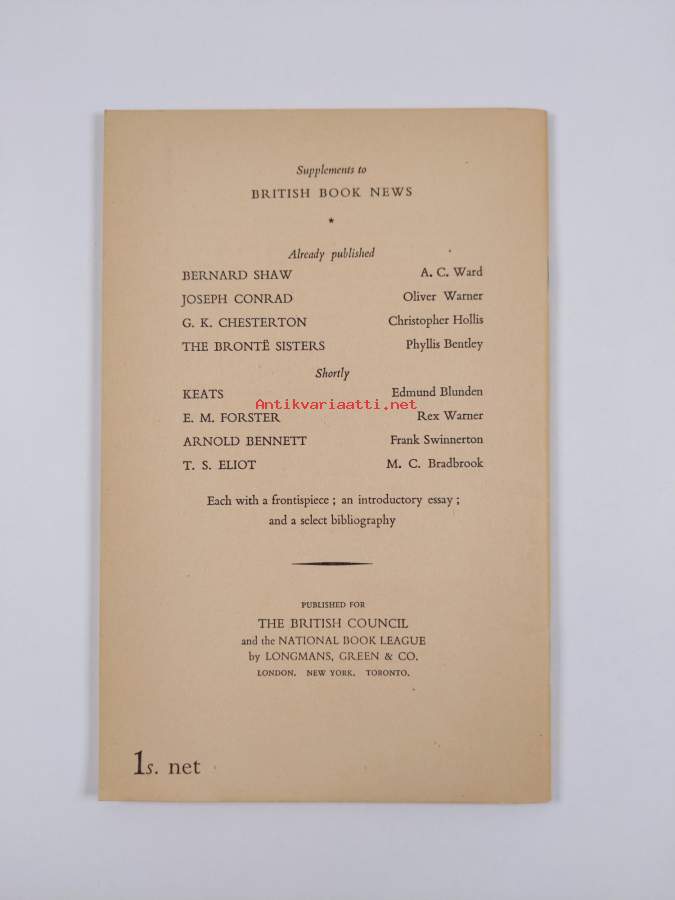 Supplements to
BRITISH BOOK NEWS
*
Already published
BERNARD SHAW A. C. Ward
JOSEPH CONRAD Oliver Warner
G. K. CHESTERTON Christopher Hollis
THE BRONTË SISTERS Phyllis Bentley
Shortly
KEATS Edmund Blunden
Antikvariaatti.net
E. M. FORSTER Rex Warner
ARNOLD BENNETT Frank Swinnerton
T. S. ELIOT M. C. Bradbrook
Each with a frontispiece ; an introductory essay ;
and a select bibliography
PUBLISHED FOR
THE BRITISH COUNCIL
and the NATIONAL BOOK LEAGUE
by LONGMANS, GREEN & CO.
LONDON. NEW YORK. TORONTO.
1s. net